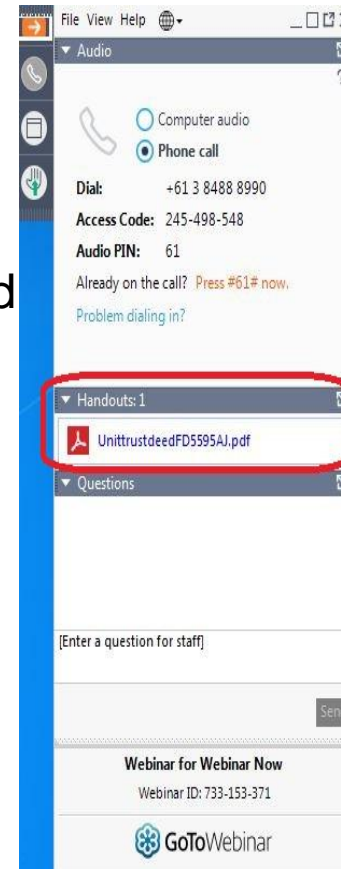 File View Help
Audio
?
Computer audio
Phone call
Dial: +61 3 8488 8990
Access Code: 245-498-548
Audio PIN: 61
Already on the call? Press #61# now.
Problem dialing in?
d
Handouts: 1
UnittrustdeedFD5595AJ.pdf
Questions
[Enter a question for staff]
Sen
Webinar for Webinar Now
Webinar ID: 733-153-371
GoToWebinar